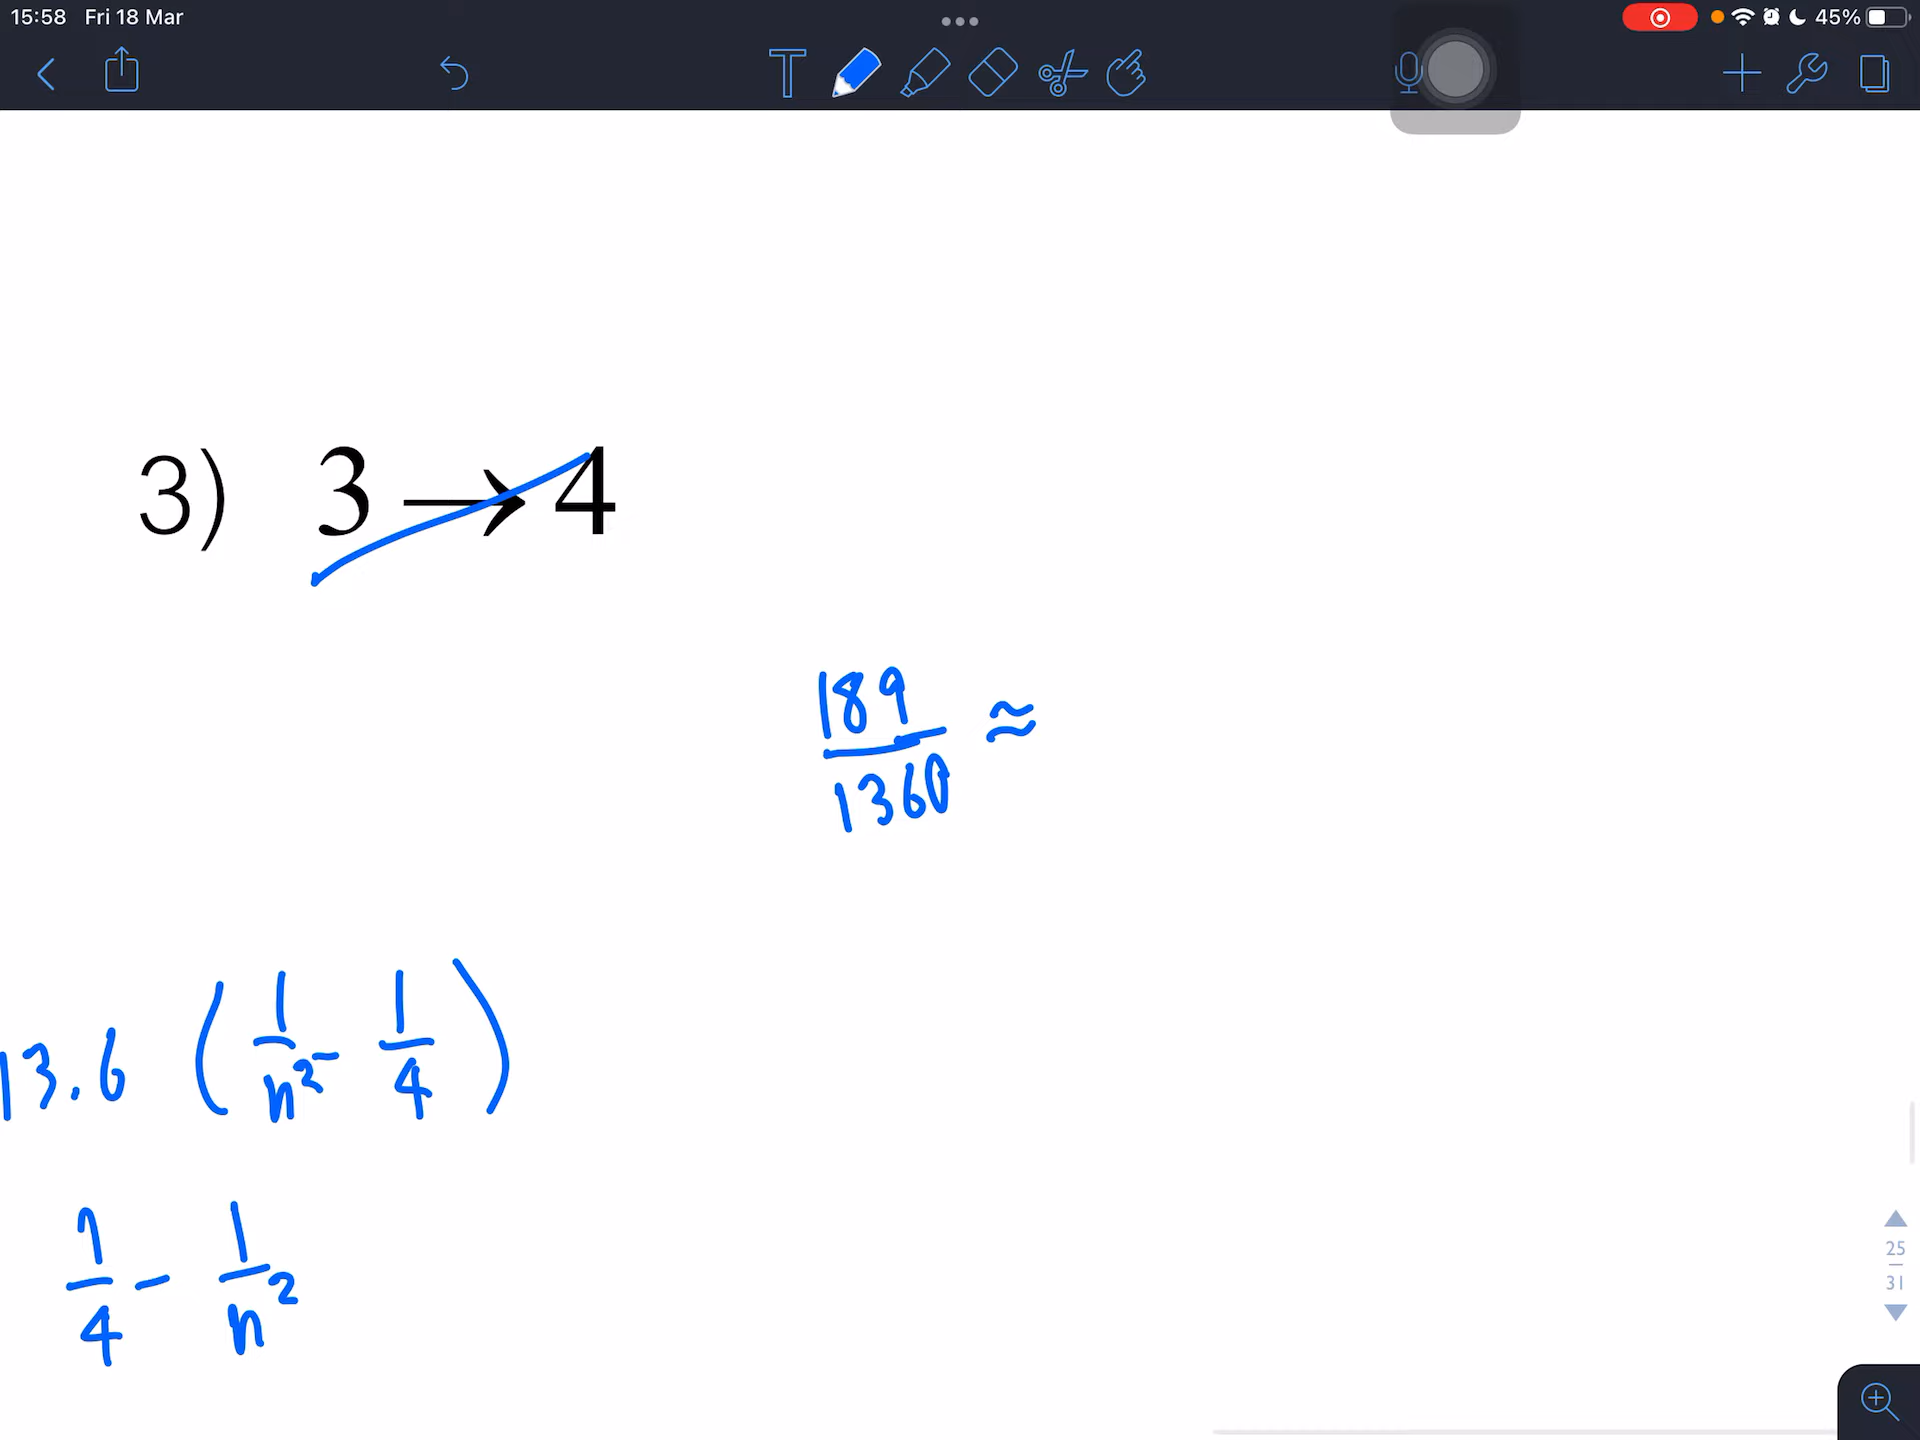 15:58 Fri 18 Mar 45%
T
3) 3 → 4
189/1360 ≈
13.6 (1/n² - 1/4)
1/4 - 1/n²
25
31